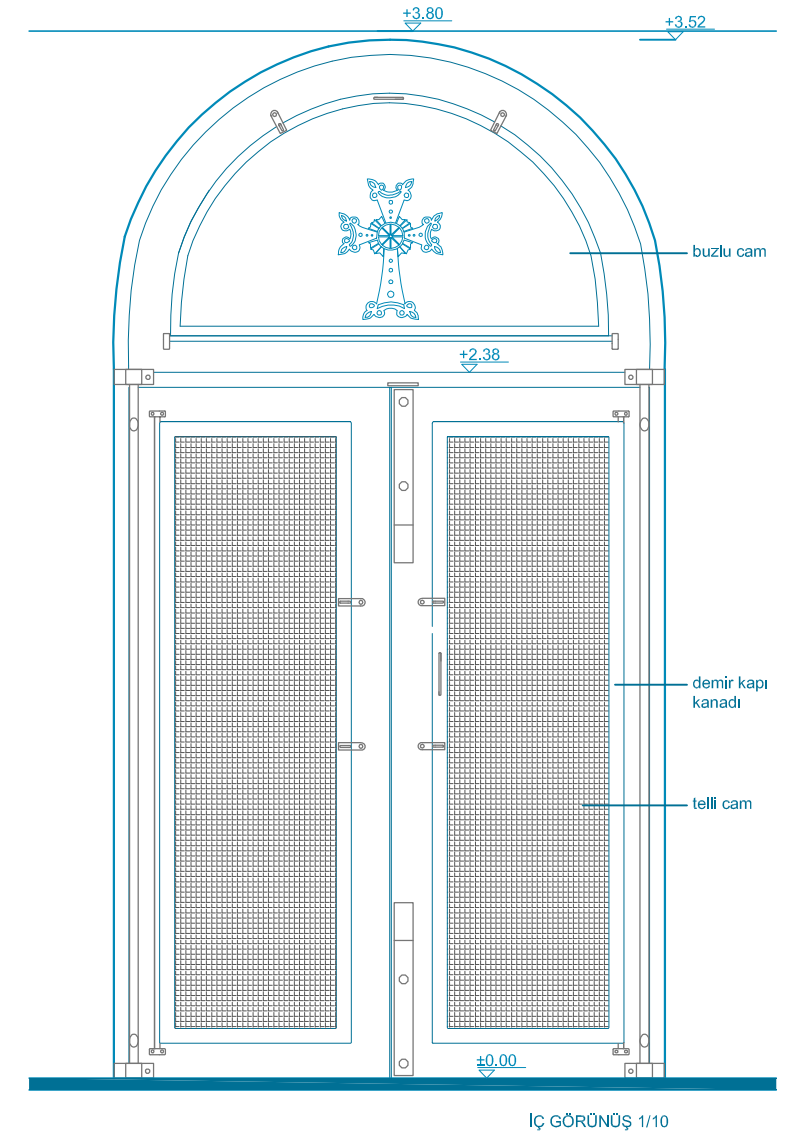 +3.80
+3.52
buzlu cam
+2.38
demir kapı
kanadı
telli cam
±0.00
İÇ GÖRÜNÜŞ 1/10